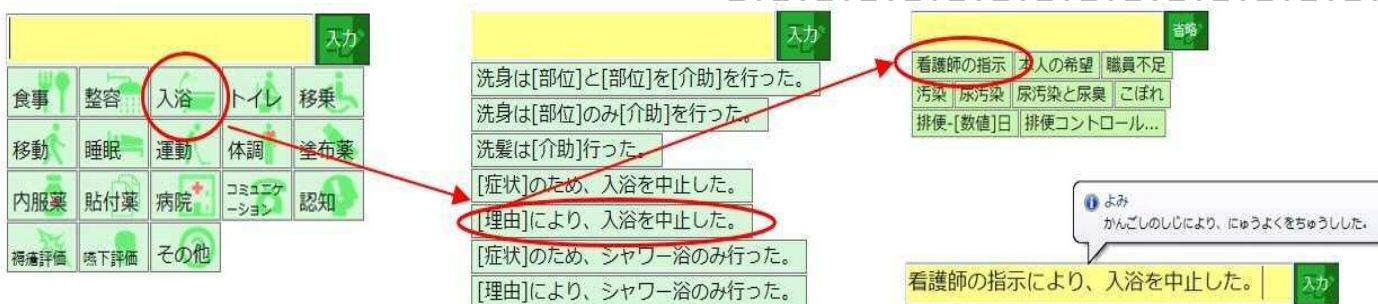 入力
食事 整容 入浴 トイレ 移乗
移動 睡眠 運動 体調 塗布薬
内服薬 貼付薬 病院 コミュニケーション 認知
褥瘡評価 嚥下評価 その他
入力
洗身は[部位]と[部位]を[介助]を行った。
洗身は[部位]のみ[介助]を行った。
洗髪は[介助]行った。
[症状]のため、入浴を中止した。
[理由]により、入浴を中止した。
[症状]のため、シャワー浴のみ行った。
[理由]により、シャワー浴のみ行った。
省略
看護師の指示 本人の希望 職員不足
汚染 尿汚染 尿汚染と尿臭 こぼれ
排便-[数値]日 排便コントロール...
よみ
かんごしのしじにより、にゅうよくをちゅうしした。
看護師の指示により、入浴を中止した。
入力